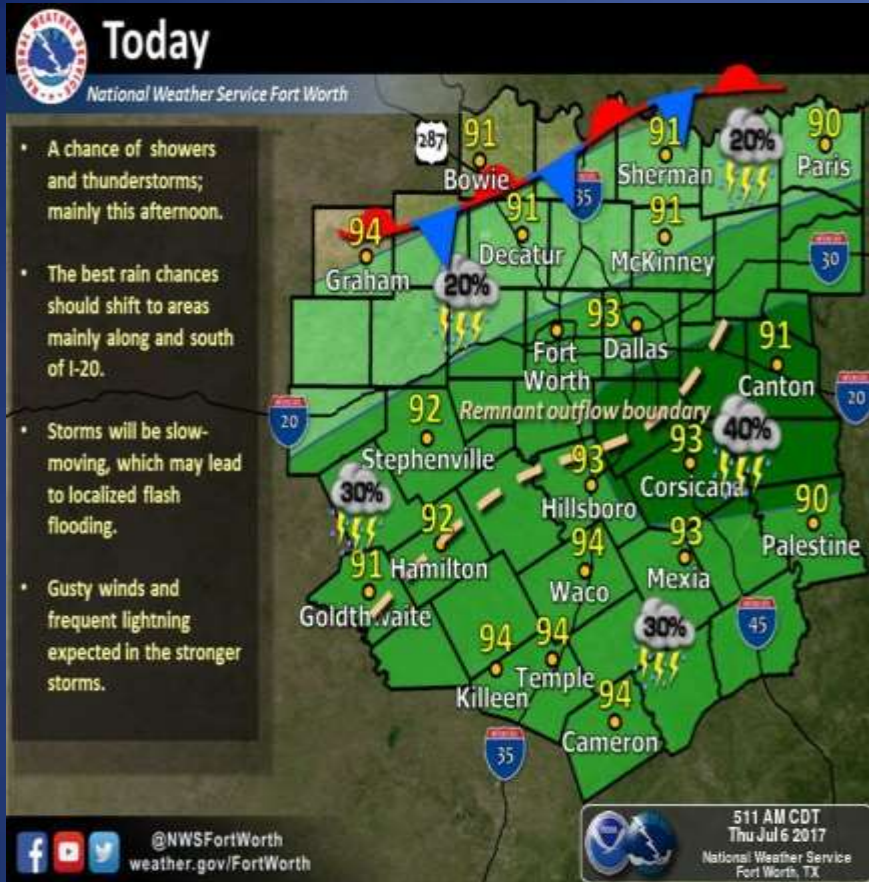 NATIONAL WEATHER SERVICE
Today
National Weather Service Fort Worth
• A chance of showers
and thunderstorms;
mainly this afternoon.
• The best rain chances
should shift to areas
mainly along and south
of I-20.
• Storms will be slow-
moving, which may lead
to localized flash
flooding.
• Gusty winds and
frequent lightning
expected in the stronger
storms.
287
91
Bowie
35
91
Sherman
20%
90
Paris
94
Graham
91
Decatur
91
McKinney
30
20%
93
Fort
Worth
Dallas
91
Canton
20
20
92
Stephenville
Remnant outflow boundary
40%
93
Hillsboro
93
Corsicana
30%
92
Hamilton
90
Palestine
91
Goldthwaite
94
Waco
93
Mexia
94
Killeen
94
Temple
30%
45
94
Cameron
35
@NWSFortWorth
weather.gov/FortWorth
NOAA
511 AM CDT
Thu Jul 6 2017
National Weather Service
Fort Worth, TX